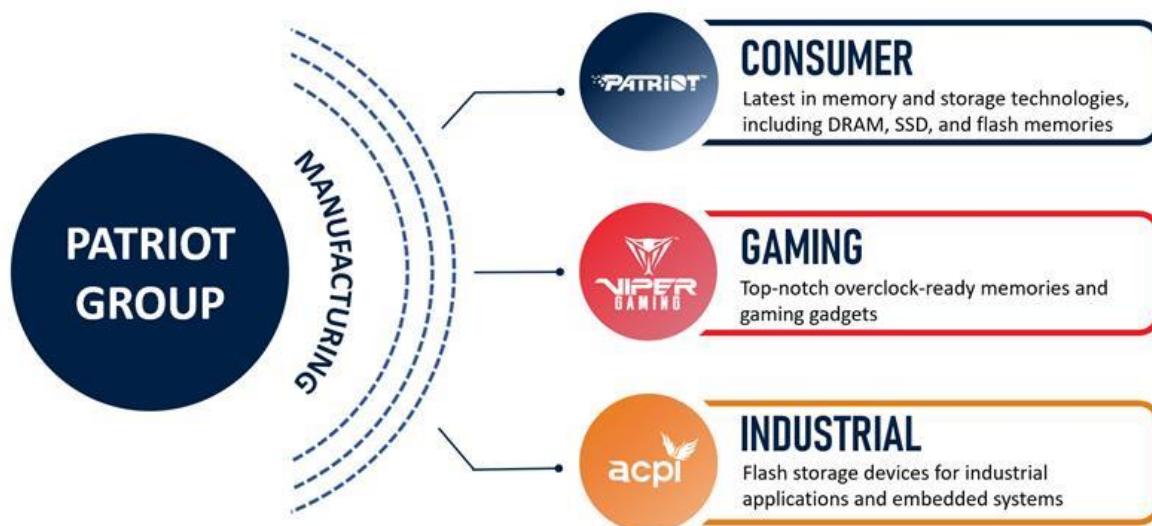 PATRIOT
GROUP
MANUFACTURING
PATRIOT™
CONSUMER
Latest in memory and storage technologies,
including DRAM, SSD, and flash memories
VIPER
GAMING
GAMING
Top-notch overclock-ready memories and
gaming gadgets
acpi
INDUSTRIAL
Flash storage devices for industrial
applications and embedded systems